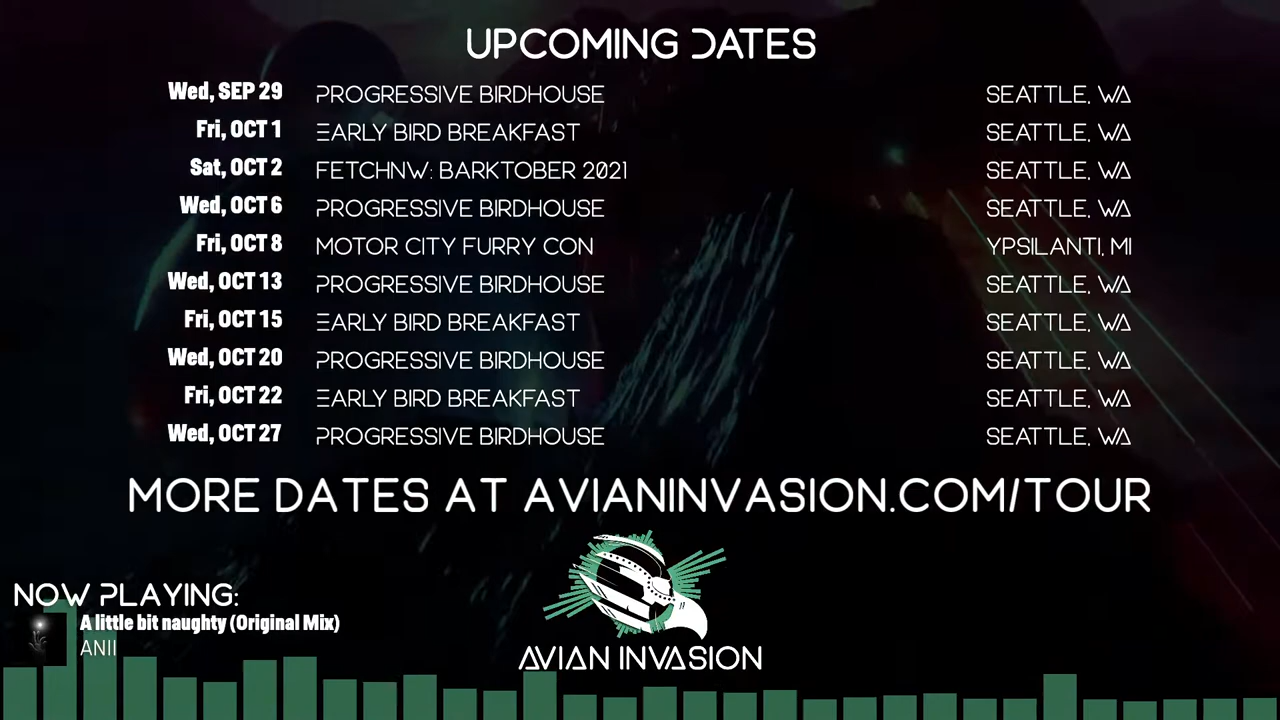 UPCOMING DATES
Wed, SEP 29 PROGRESSIVE BIRDHOUSE SEATTLE, WA
Fri, OCT 1 EARLY BIRD BREAKFAST SEATTLE, WA
Sat, OCT 2 FETCHNW: BARKTOBER 2021 SEATTLE, WA
Wed, OCT 6 PROGRESSIVE BIRDHOUSE SEATTLE, WA
Fri, OCT 8 MOTOR CITY FURRY CON YPSILANTI, MI
Wed, OCT 13 PROGRESSIVE BIRDHOUSE SEATTLE, WA
Fri, OCT 15 EARLY BIRD BREAKFAST SEATTLE, WA
Wed, OCT 20 PROGRESSIVE BIRDHOUSE SEATTLE, WA
Fri, OCT 22 EARLY BIRD BREAKFAST SEATTLE, WA
Wed, OCT 27 PROGRESSIVE BIRDHOUSE SEATTLE, WA
MORE DATES AT AVIANINVASION.COM/TOUR
NOW PLAYING:
A little bit naughty (Original Mix)
ANII
AVIAN INVASION